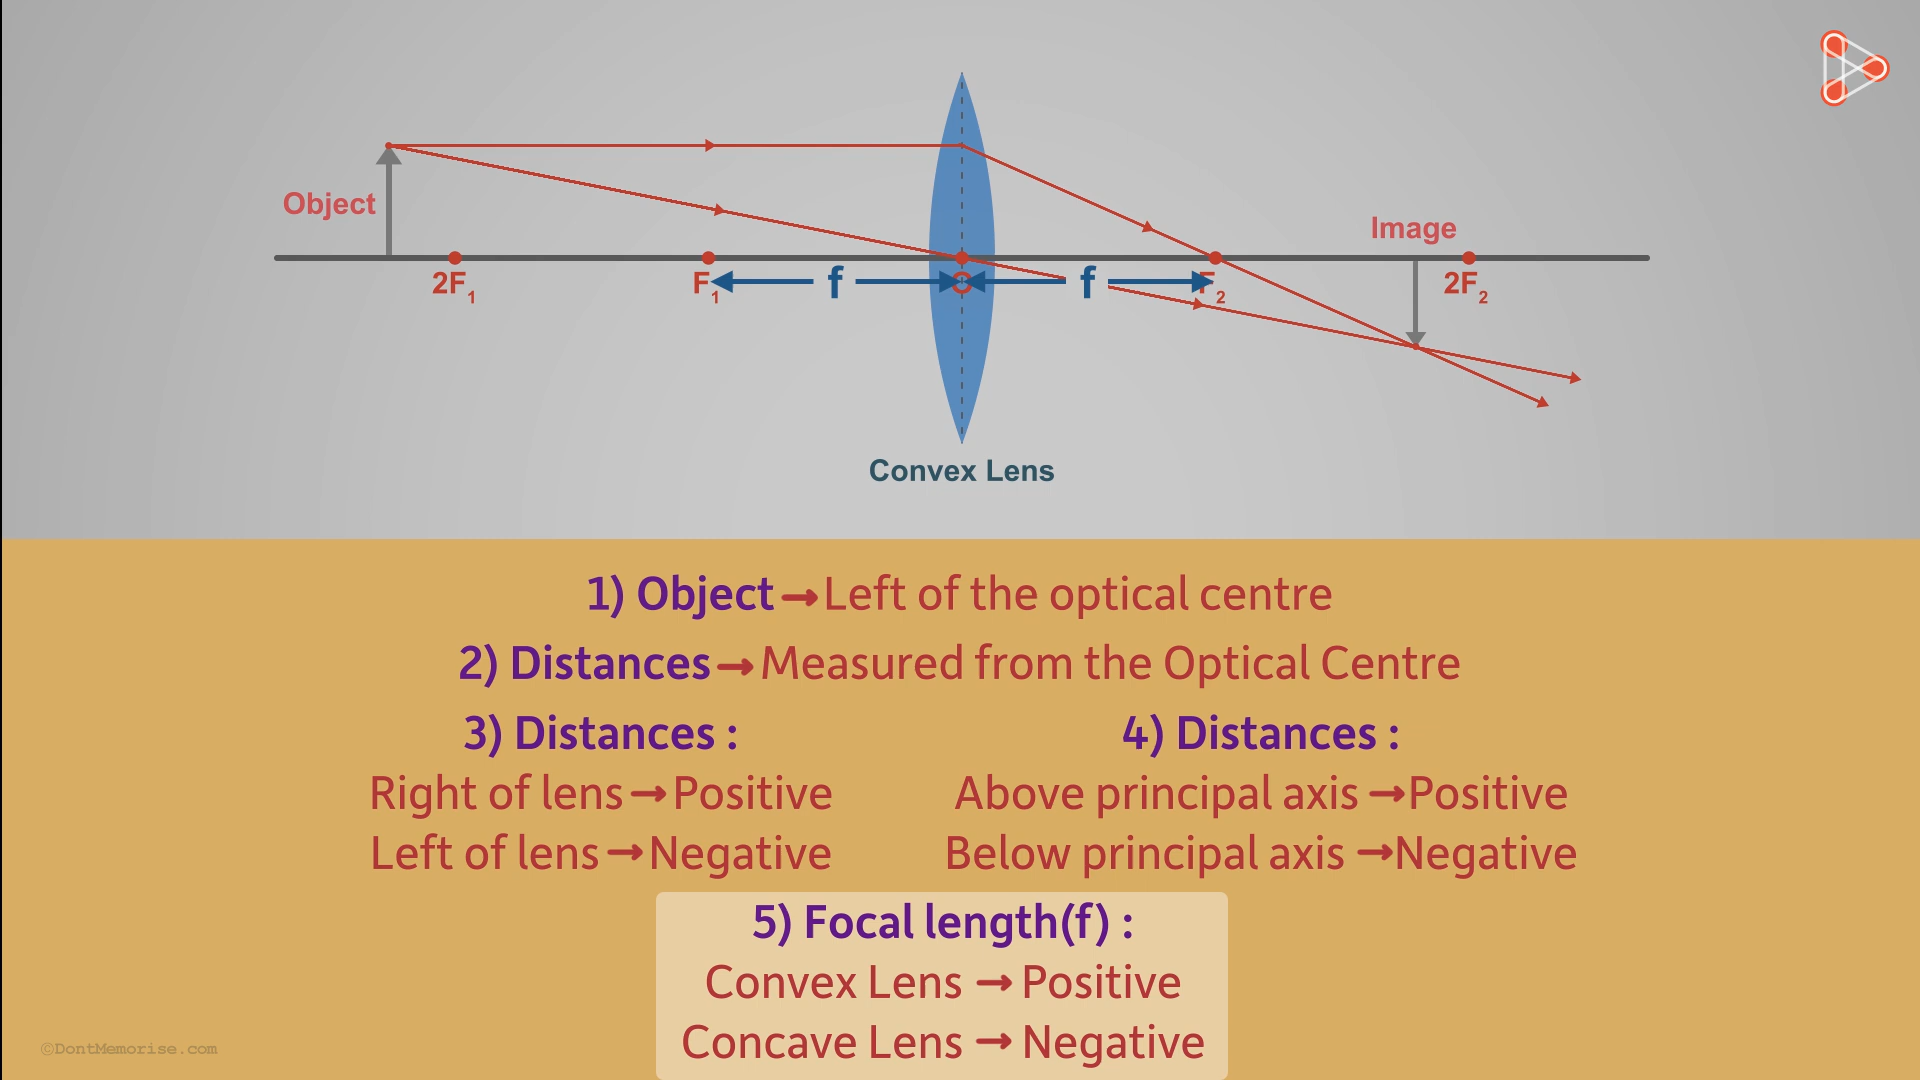 Object
Image
2F1
F1
f
O
f
F2
2F2
Convex Lens
1) Object→Left of the optical centre
2) Distances→Measured from the Optical Centre
3) Distances :
Right of lens→Positive
Left of lens→Negative
4) Distances :
Above principal axis →Positive
Below principal axis →Negative
5) Focal length(f) :
Convex Lens → Positive
Concave Lens → Negative
©DontMemorise.com